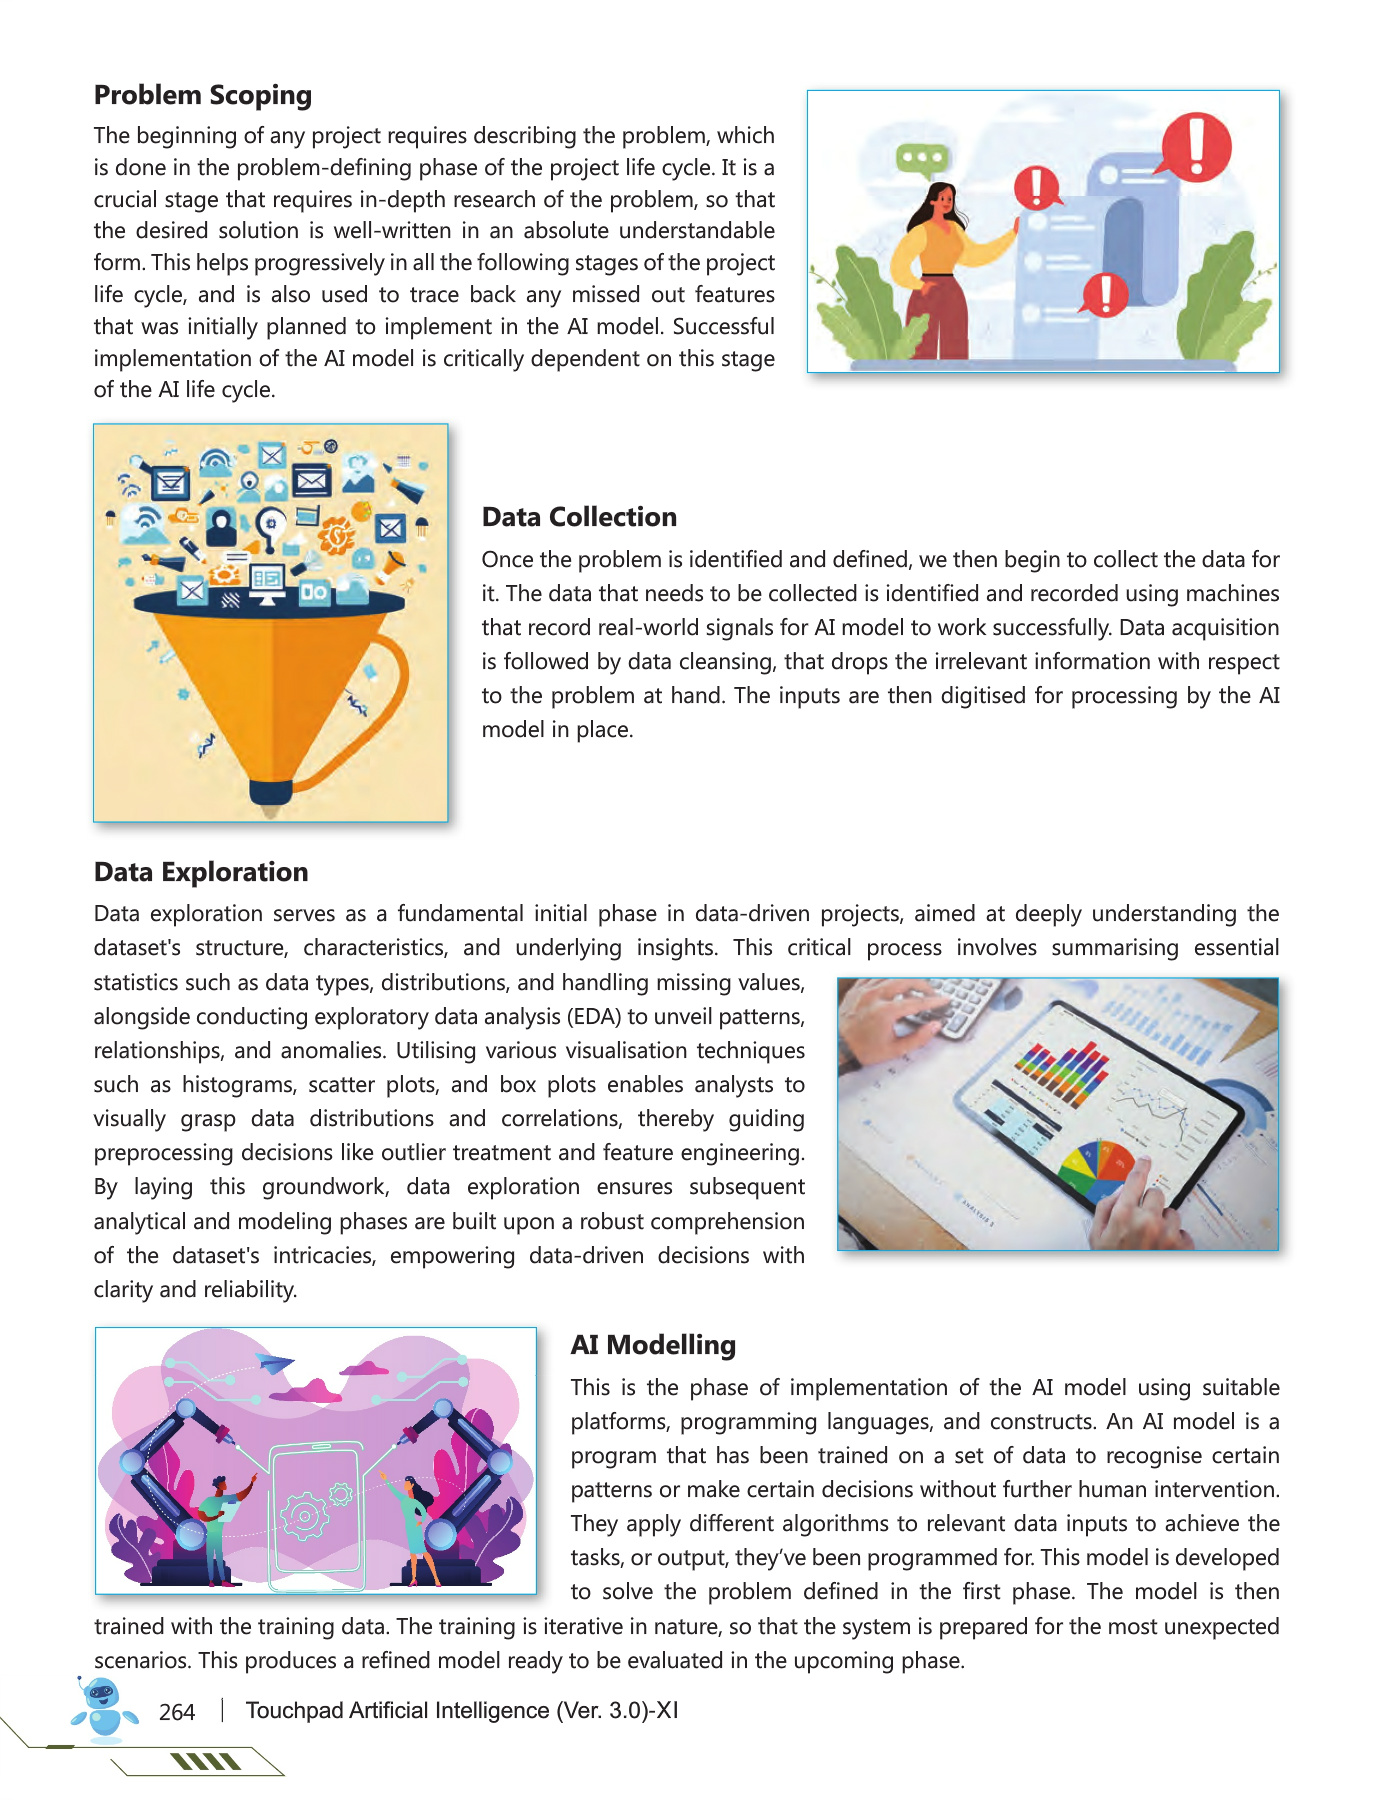 Problem Scoping
The beginning of any project requires describing the problem, which
is done in the problem-defining phase of the project life cycle. It is a
crucial stage that requires in-depth research of the problem, so that
the desired solution is well-written in an absolute understandable
form. This helps progressively in all the following stages of the project
life cycle, and is also used to trace back any missed out features
that was initially planned to implement in the AI model. Successful
implementation of the AI model is critically dependent on this stage
of the AI life cycle.
Data Collection
Once the problem is identified and defined, we then begin to collect the data for
it. The data that needs to be collected is identified and recorded using machines
that record real-world signals for AI model to work successfully. Data acquisition
is followed by data cleansing, that drops the irrelevant information with respect
to the problem at hand. The inputs are then digitised for processing by the AI
model in place.
Data Exploration
Data exploration serves as a fundamental initial phase in data-driven projects, aimed at deeply understanding the
dataset's structure, characteristics, and underlying insights. This critical process involves summarising essential
statistics such as data types, distributions, and handling missing values,
alongside conducting exploratory data analysis (EDA) to unveil patterns,
relationships, and anomalies. Utilising various visualisation techniques
such as histograms, scatter plots, and box plots enables analysts to
visually grasp data distributions and correlations, thereby guiding
preprocessing decisions like outlier treatment and feature engineering.
By laying this groundwork, data exploration ensures subsequent
analytical and modeling phases are built upon a robust comprehension
of the dataset's intricacies, empowering data-driven decisions with
clarity and reliability.
ANALYSIS
AI Modelling
This is the phase of implementation of the AI model using suitable
platforms, programming languages, and constructs. An AI model is a
program that has been trained on a set of data to recognise certain
patterns or make certain decisions without further human intervention.
They apply different algorithms to relevant data inputs to achieve the
tasks, or output, they’ve been programmed for. This model is developed
to solve the problem defined in the first phase. The model is then
trained with the training data. The training is iterative in nature, so that the system is prepared for the most unexpected
scenarios. This produces a refined model ready to be evaluated in the upcoming phase.
264 | Touchpad Artificial Intelligence (Ver. 3.0)-XI